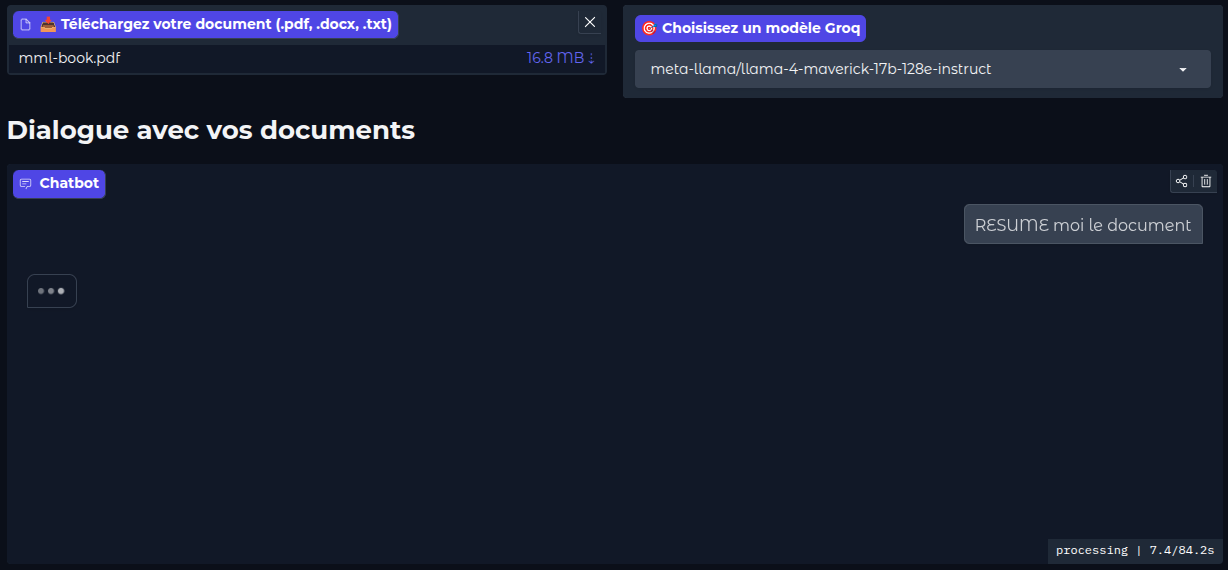 📥 Téléchargez votre document (.pdf, .docx, .txt)
mml-book.pdf 16.8 MB ↓
🎯 Choisissez un modèle Groq
meta-llama/llama-4-maverick-17b-128e-instruct
Dialogue avec vos documents
Chatbot
RESUME moi le document
processing | 7.4/84.2s